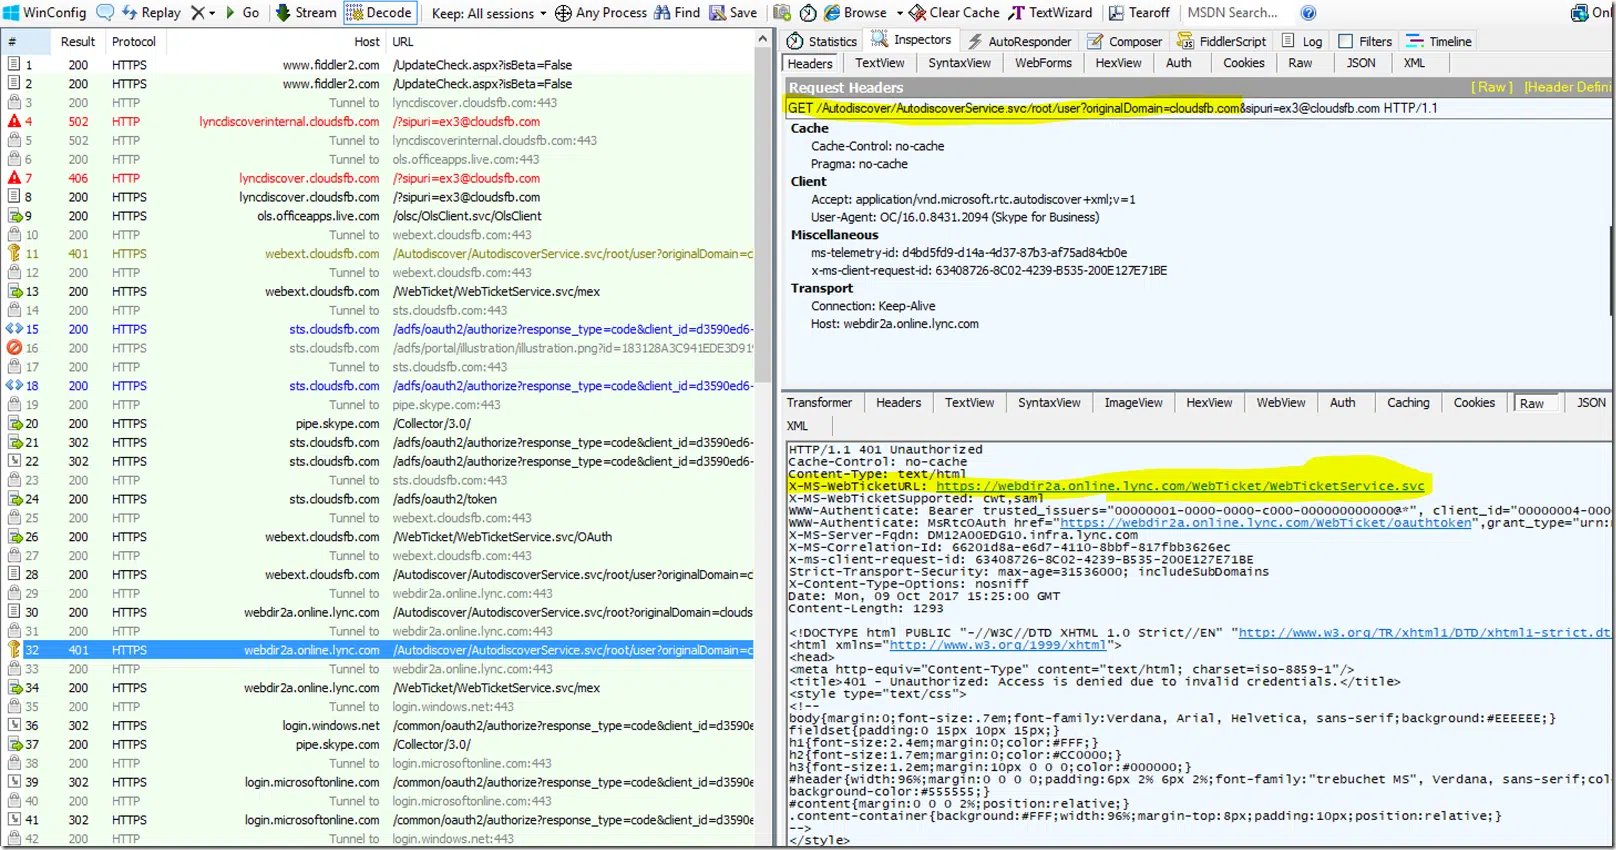 WinConfig Replay Go Stream Decode Keep: All sessions Any Process Find Save Browse Clear Cache TextWizard Tearoff MSDN Search... Onl
# Result Protocol Host URL
1 200 HTTPS www.fiddler2.com /UpdateCheck.aspx?isBeta=False
2 200 HTTPS www.fiddler2.com /UpdateCheck.aspx?isBeta=False
3 200 HTTP Tunnel to lyncdiscover.cloudsfb.com:443
4 502 HTTP lyncdiscoverinternal.cloudsfb.com /?sipuri=ex3@cloudsfb.com
5 502 HTTP Tunnel to lyncdiscoverinternal.cloudsfb.com:443
6 200 HTTP Tunnel to ols.officeapps.live.com:443
7 406 HTTP lyncdiscover.cloudsfb.com /?sipuri=ex3@cloudsfb.com
8 200 HTTPS lyncdiscover.cloudsfb.com /?sipuri=ex3@cloudsfb.com
9 200 HTTPS ols.officeapps.live.com /olsc/OlsClient.svc/OlsClient
10 200 HTTP Tunnel to webext.cloudsfb.com:443
11 401 HTTPS webext.cloudsfb.com /Autodiscover/AutodiscoverService.svc/root/user?originalDomain=c
12 200 HTTP Tunnel to webext.cloudsfb.com:443
13 200 HTTPS webext.cloudsfb.com /WebTicket/WebTicketService.svc/mex
14 200 HTTP Tunnel to sts.cloudsfb.com:443
15 200 HTTPS sts.cloudsfb.com /adfs/oauth2/authorize?response_type=code&client_id=d3590ed6-
16 200 HTTPS sts.cloudsfb.com /adfs/portal/illustration/illustration.png?id=183128A3C941EDE3D919
17 200 HTTP Tunnel to sts.cloudsfb.com:443
18 200 HTTPS sts.cloudsfb.com /adfs/oauth2/authorize?response_type=code&client_id=d3590ed6-
19 200 HTTP Tunnel to pipe.skype.com:443
20 200 HTTPS pipe.skype.com /Collector/3.0/
21 302 HTTPS sts.cloudsfb.com /adfs/oauth2/authorize?response_type=code&client_id=d3590ed6-
22 302 HTTPS sts.cloudsfb.com /adfs/oauth2/authorize?response_type=code&client_id=d3590ed6-
23 200 HTTP Tunnel to sts.cloudsfb.com:443
24 200 HTTPS sts.cloudsfb.com /adfs/oauth2/token
25 200 HTTP Tunnel to webext.cloudsfb.com:443
26 200 HTTPS webext.cloudsfb.com /WebTicket/WebTicketService.svc/OAuth
27 200 HTTP Tunnel to webext.cloudsfb.com:443
28 200 HTTPS webext.cloudsfb.com /Autodiscover/AutodiscoverService.svc/root/user?originalDomain=c
29 200 HTTP Tunnel to webdir2a.online.lync.com:443
30 200 HTTPS webdir2a.online.lync.com /Autodiscover/AutodiscoverService.svc/root?originalDomain=clouds
31 200 HTTP Tunnel to webdir2a.online.lync.com:443
32 401 HTTPS webdir2a.online.lync.com /Autodiscover/AutodiscoverService.svc/root/user?originalDomain=c
33 200 HTTP Tunnel to webdir2a.online.lync.com:443
34 200 HTTPS webdir2a.online.lync.com /WebTicket/WebTicketService.svc/mex
35 200 HTTP Tunnel to login.windows.net:443
36 302 HTTPS login.windows.net /common/oauth2/authorize?response_type=code&client_id=d3590e
37 200 HTTPS pipe.skype.com /Collector/3.0/
38 200 HTTP Tunnel to login.microsoftonline.com:443
39 302 HTTPS login.microsoftonline.com /common/oauth2/authorize?response_type=code&client_id=d3590e
40 200 HTTP Tunnel to login.microsoftonline.com:443
41 302 HTTPS login.microsoftonline.com /common/oauth2/authorize?response_type=code&client_id=d3590e
42 200 HTTP Tunnel to login.windows.net:443
Statistics Inspectors AutoResponder Composer FiddlerScript Log Filters Timeline
Headers TextView SyntaxView WebForms HexView Auth Cookies Raw JSON XML
Request Headers [ Raw ] [Header Defini
GET /Autodiscover/AutodiscoverService.svc/root/user?originalDomain=cloudsfb.com&sipuri=ex3@cloudsfb.com HTTP/1.1
Cache
Cache-Control: no-cache
Pragma: no-cache
Client
Accept: application/vnd.microsoft.rtc.autodiscover+xml;v=1
User-Agent: OC/16.0.8431.2094 (Skype for Business)
Miscellaneous
ms-telemetry-id: d4bd5fd9-d14a-4d37-87b3-af75ad84cb0e
x-ms-client-request-id: 63408726-8C02-4239-B535-200E127E71BE
Transport
Connection: Keep-Alive
Host: webdir2a.online.lync.com
Transformer Headers TextView SyntaxView ImageView HexView WebView Auth Caching Cookies Raw JSON
XML
HTTP/1.1 401 Unauthorized
Cache-Control: no-cache
Content-Type: text/html
X-MS-WebTicketURL: https://webdir2a.online.lync.com/WebTicket/WebTicketService.svc
X-MS-WebTicketSupported: cwt,saml
WWW-Authenticate: Bearer trusted_issuers="00000001-0000-0000-c000-000000000000@*", client_id="00000004-000
WWW-Authenticate: MsRtcOAuth href="https://webdir2a.online.lync.com/WebTicket/oauthtoken",grant_type="urn:
X-MS-Server-Fqdn: DM12A00EDG10.infra.lync.com
X-MS-Correlation-Id: 66201d8a-e6d7-4110-8bbf-817fbb3626ec
x-ms-client-request-id: 63408726-8C02-4239-B535-200E127E71BE
Strict-Transport-Security: max-age=31536000; includeSubDomains
X-Content-Type-Options: nosniff
Date: Mon, 09 Oct 2017 15:25:00 GMT
Content-Length: 1293
<!DOCTYPE html PUBLIC "-//W3C//DTD XHTML 1.0 Strict//EN" "http://www.w3.org/TR/xhtml1/DTD/xhtml1-strict.dt
<html xmlns="http://www.w3.org/1999/xhtml">
<head>
<meta http-equiv="Content-Type" content="text/html; charset=iso-8859-1"/>
<title>401 - Unauthorized: Access is denied due to invalid credentials.</title>
<style type="text/css">
<!--
body{margin:0;font-size:.7em;font-family:Verdana, Arial, Helvetica, sans-serif;background:#EEEEEE;}
fieldset{padding:0 15px 10px 15px;}
h1{font-size:2.4em;margin:0;color:#FFF;}
h2{font-size:1.7em;margin:0;color:#CC0000;}
h3{font-size:1.2em;margin:10px 0 0 0;color:#000000;}
#header{width:96%;margin:0 0 0 0;padding:6px 2% 6px 2%;font-family:"trebuchet MS", Verdana, sans-serif;col
background-color:#555555;}
#content{margin:0 0 0 2%;position:relative;}
.content-container{background:#FFF;width:96%;margin-top:8px;padding:10px;position:relative;}
-->
</style>